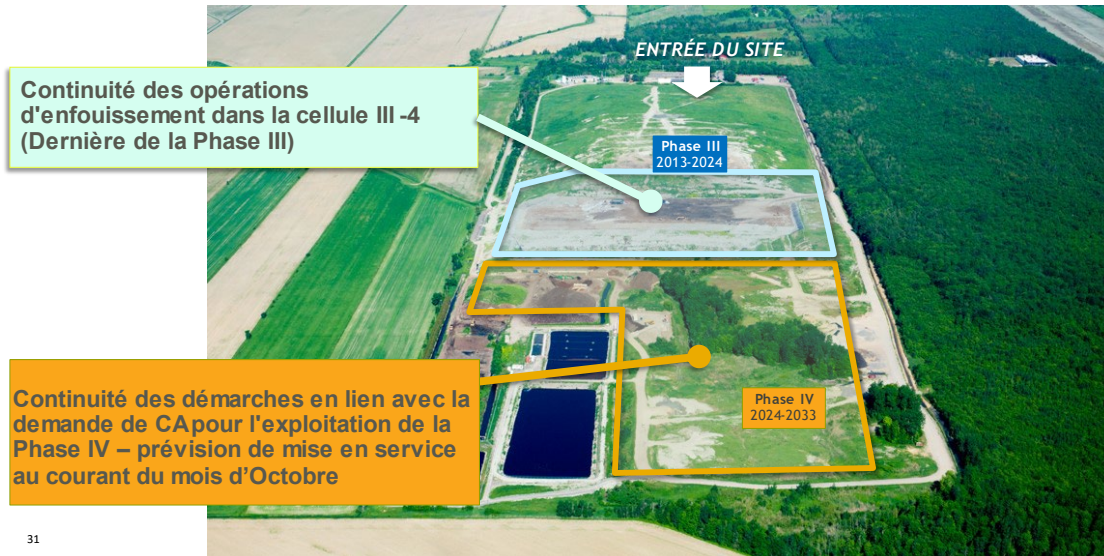 ENTRÉE DU SITE
Continuité des opérations
d'enfouissement dans la cellule III -4
(Dernière de la Phase III)
Phase III
2013-2024
Continuité des démarches en lien avec la
demande de CApour l'exploitation de la
Phase IV – prévision de mise en service
au courant du mois d'Octobre
Phase IV
2024-2033
31